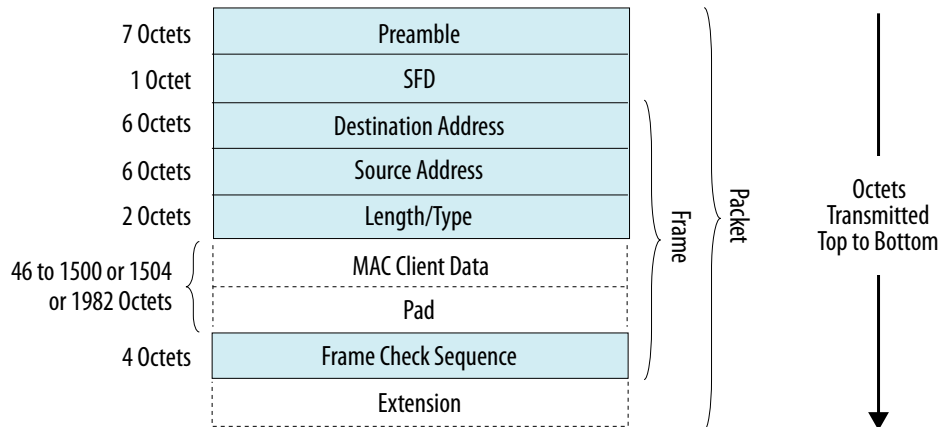 7 Octets
Preamble
1 Octet
SFD
6 Octets
Destination Address
6 Octets
Source Address
2 Octets
Length/Type
46 to 1500 or 1504
or 1982 Octets
MAC Client Data
Pad
4 Octets
Frame Check Sequence
Extension
Frame
Packet
Octets
Transmitted
Top to Bottom